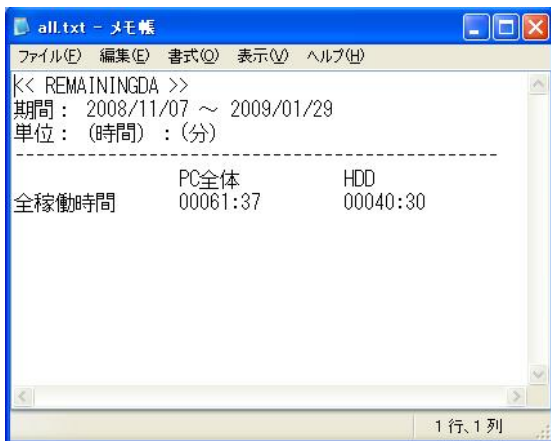 all.txt - メモ帳
ファイル(F) 編集(E) 書式(O) 表示(V) ヘルプ(H)
<< REMAININGDA >>
期間： 2008/11/07 ～ 2009/01/29
単位： (時間) ：(分)
------------------------------------------------
PC全体 HDD
全稼働時間 00061:37 00040:30
1行、1列